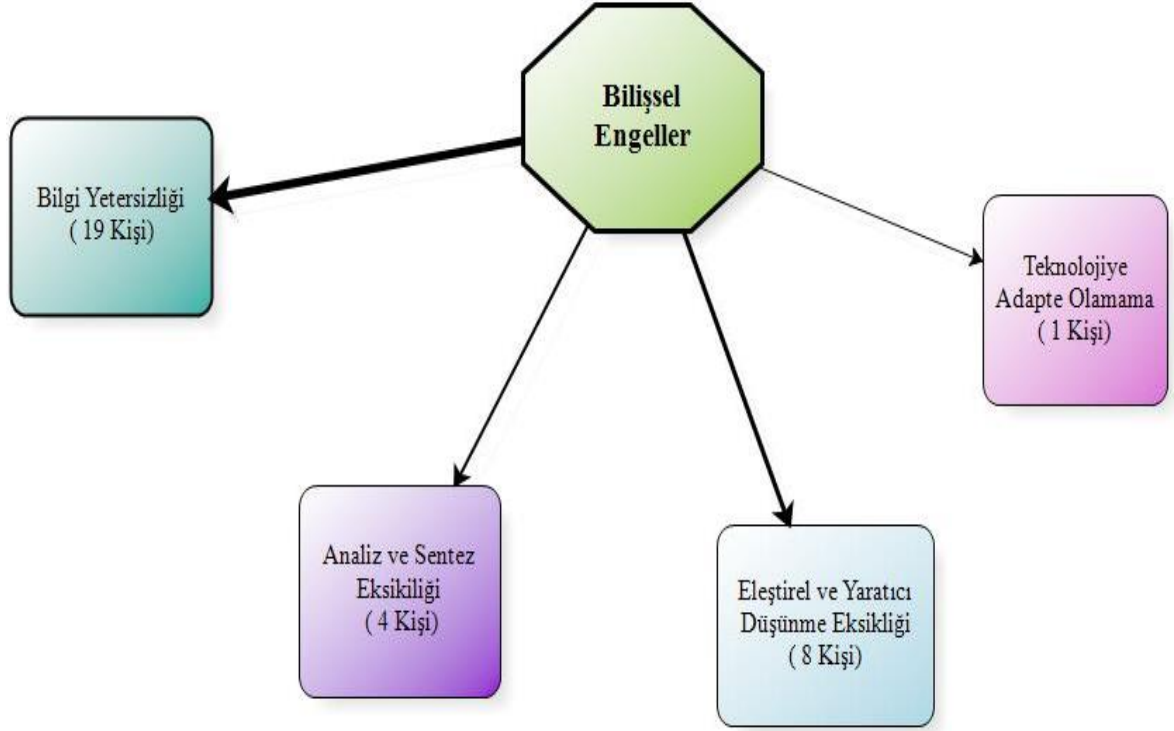 Bilişsel
Engeller
Bilgi Yetersizliği
( 19 Kişi)
Teknolojiye
Adapte Olamama
( 1 Kişi)
Analiz ve Sentez
Eksikiliği
( 4 Kişi)
Eleştirel ve Yaratıcı
Düşünme Eksikliği
( 8 Kişi)